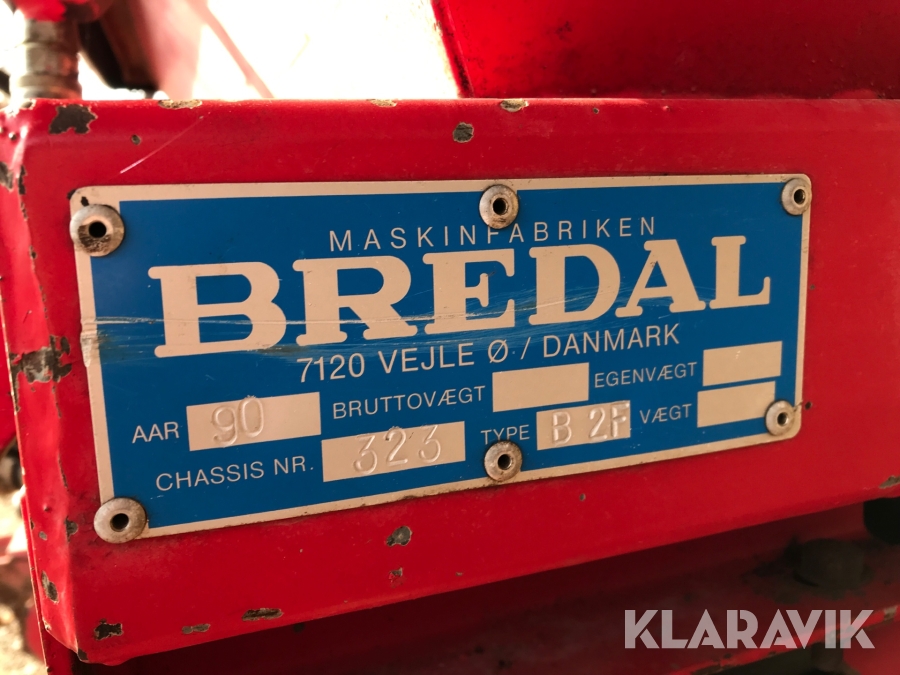 MASKINFABRIKEN
BREDAL
7120 VEJLE Ø / DANMARK
AAR 90 BRUTTOVÆGT EGENVÆGT
CHASSIS NR. 323 TYPE B 2F VÆGT
KLARAVIK